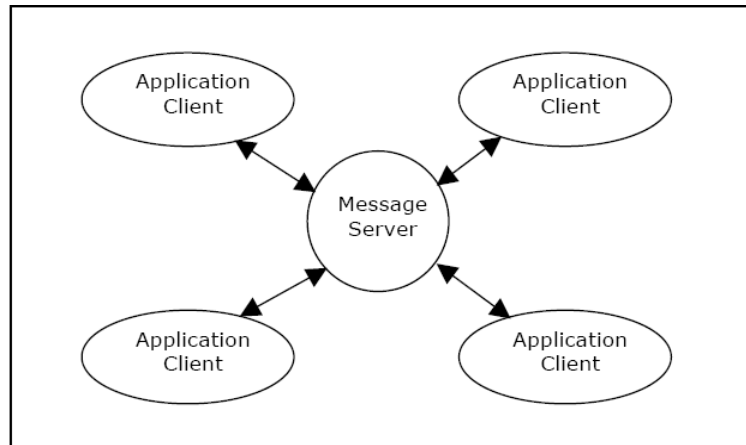 Application
Client
Application
Client
Message
Server
Application
Client
Application
Client